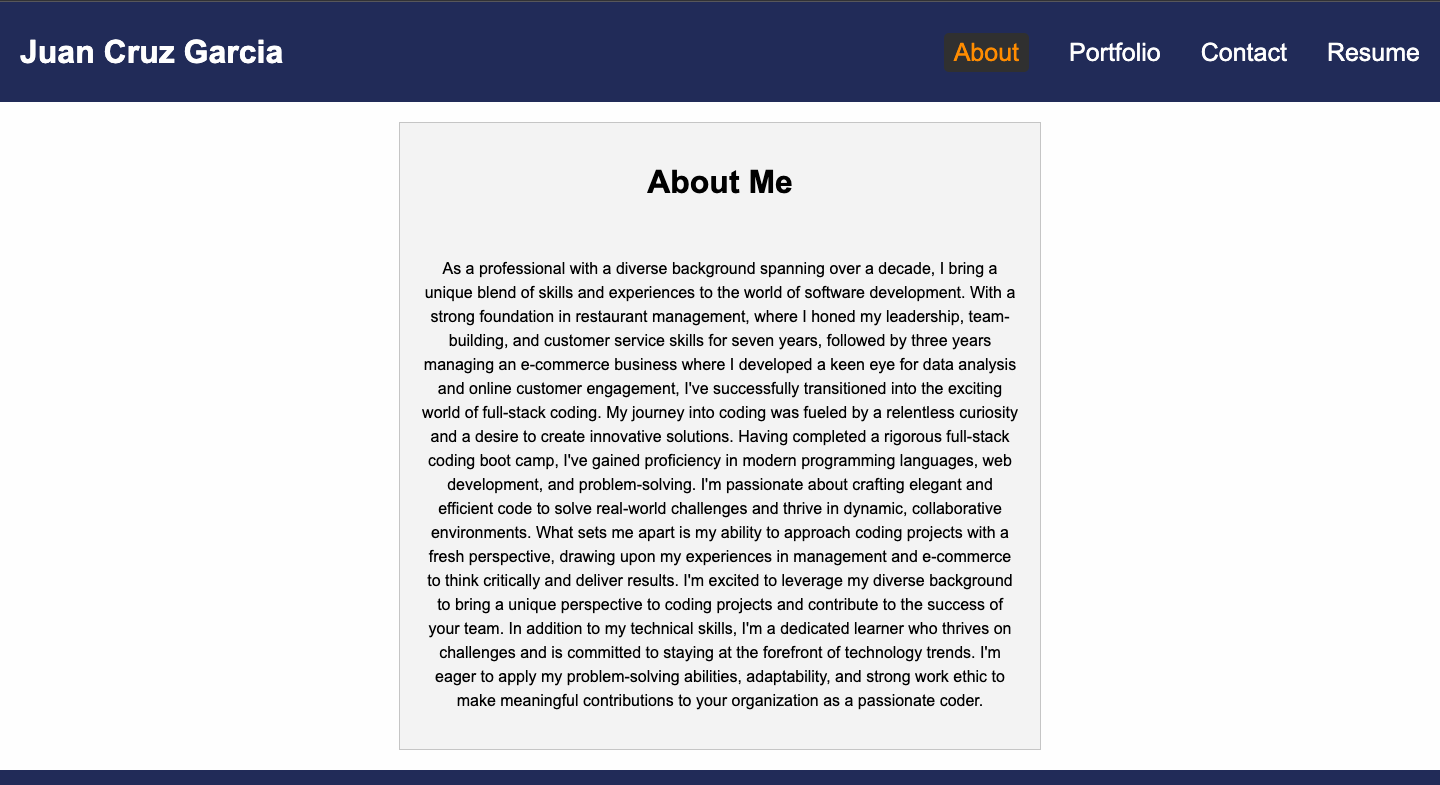 Juan Cruz Garcia
About Portfolio Contact Resume
About Me
As a professional with a diverse background spanning over a decade, I bring a
unique blend of skills and experiences to the world of software development. With a
strong foundation in restaurant management, where I honed my leadership, team-
building, and customer service skills for seven years, followed by three years
managing an e-commerce business where I developed a keen eye for data analysis
and online customer engagement, I've successfully transitioned into the exciting
world of full-stack coding. My journey into coding was fueled by a relentless curiosity
and a desire to create innovative solutions. Having completed a rigorous full-stack
coding boot camp, I've gained proficiency in modern programming languages, web
development, and problem-solving. I'm passionate about crafting elegant and
efficient code to solve real-world challenges and thrive in dynamic, collaborative
environments. What sets me apart is my ability to approach coding projects with a
fresh perspective, drawing upon my experiences in management and e-commerce
to think critically and deliver results. I'm excited to leverage my diverse background
to bring a unique perspective to coding projects and contribute to the success of
your team. In addition to my technical skills, I'm a dedicated learner who thrives on
challenges and is committed to staying at the forefront of technology trends. I'm
eager to apply my problem-solving abilities, adaptability, and strong work ethic to
make meaningful contributions to your organization as a passionate coder.